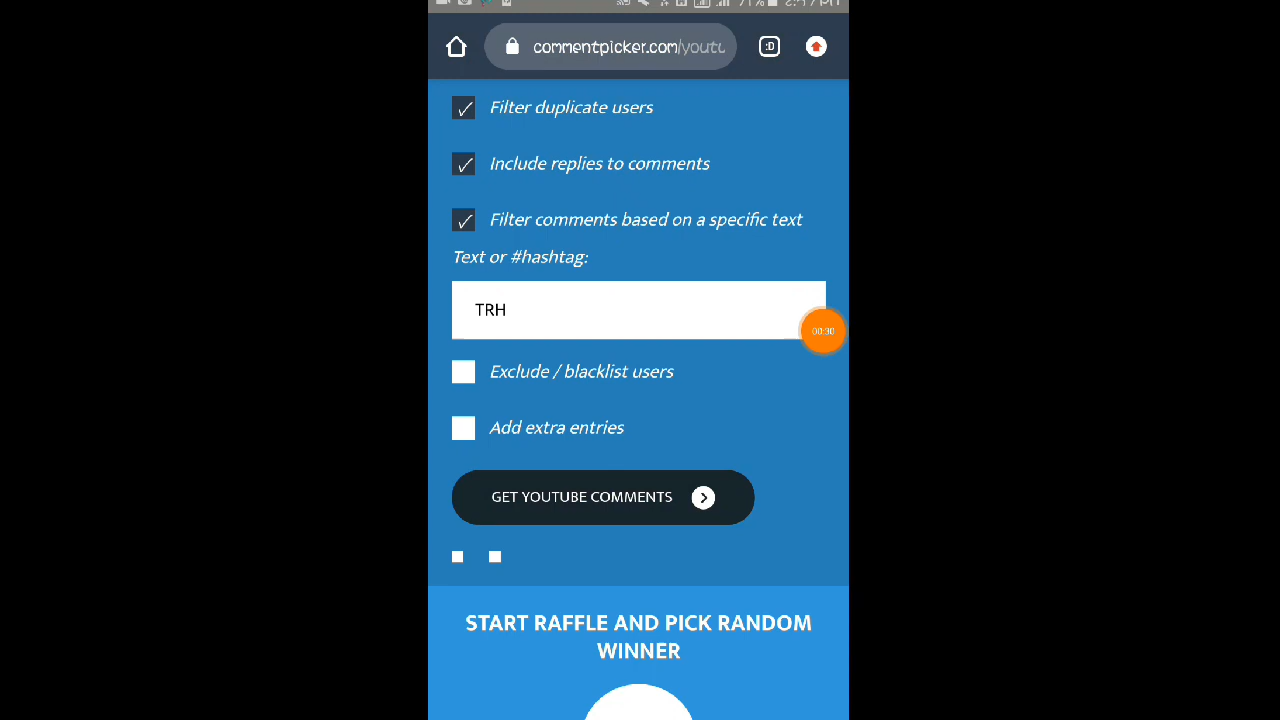 :D
commentpicker.com/youtu
Filter duplicate users
Include replies to comments
Filter comments based on a specific text
Text or #hashtag:
TRH
00:30
Exclude / blacklist users
Add extra entries
GET YOUTUBE COMMENTS
START RAFFLE AND PICK RANDOM
WINNER